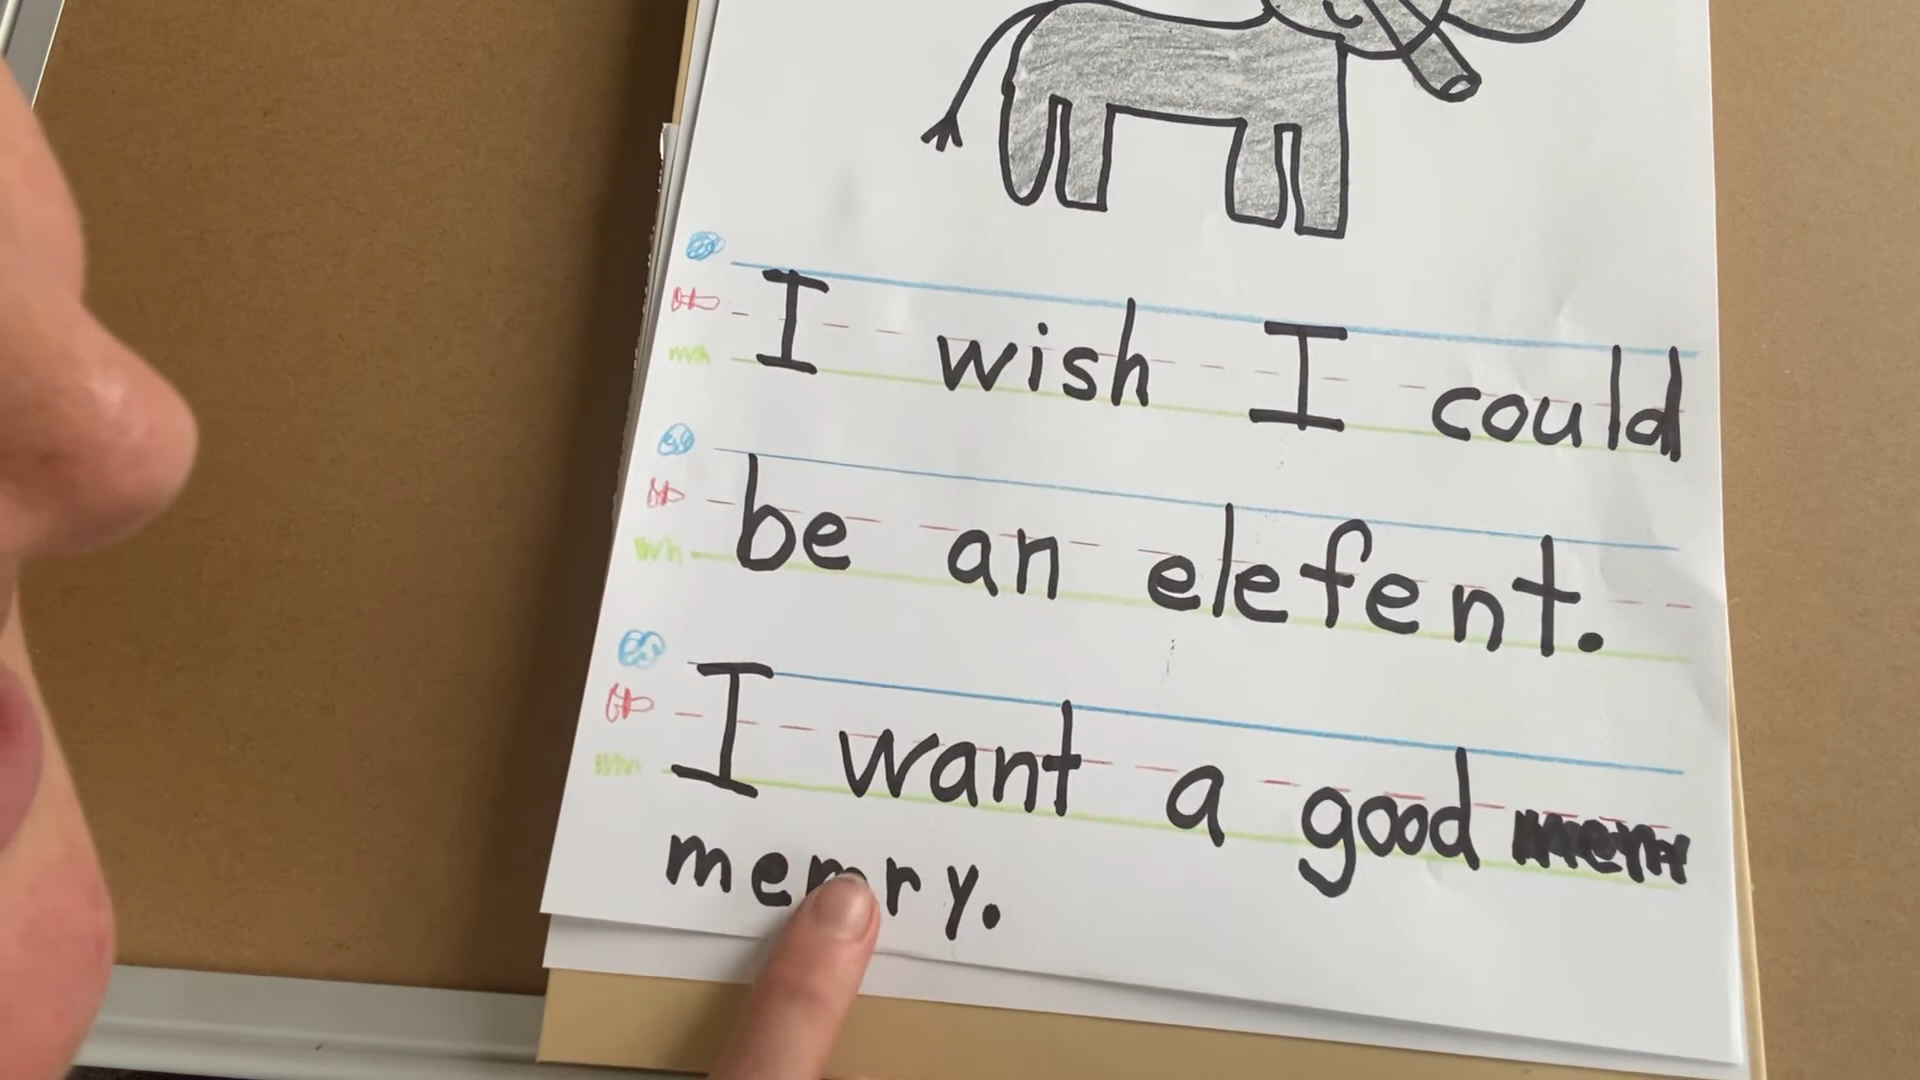 I wish I could
be an elefent.
I want a good
memry.